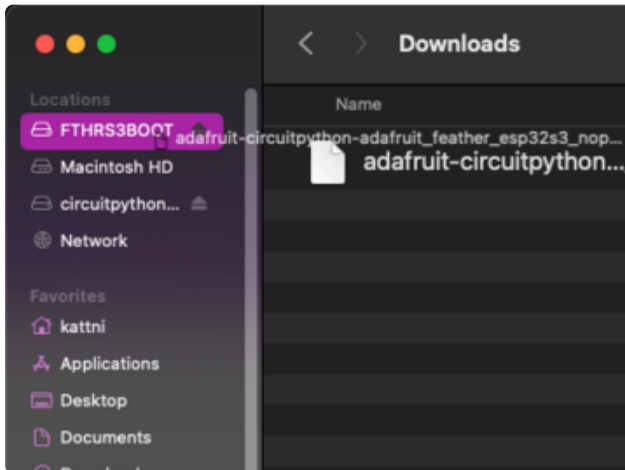 Downloads
Locations
Name
FTHRS3BOOT
adafruit-circuitpython-adafruit_feather_esp32s3_nop...
Macintosh HD
adafruit-circuitpython...
circuitpython...
Network
Favorites
kattni
Applications
Desktop
Documents